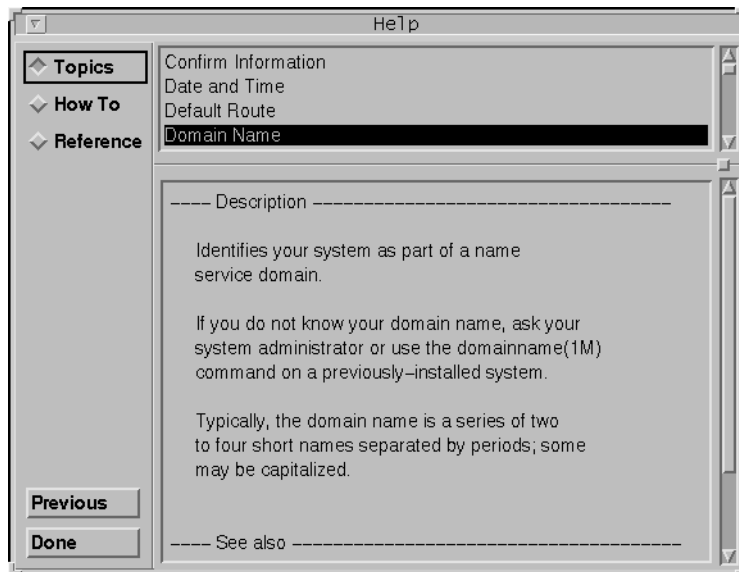 Help
Topics
How To
Reference
Confirm Information
Date and Time
Default Route
Domain Name
---- Description -----------------------------------
Identifies your system as part of a name
service domain.
If you do not know your domain name, ask your
system administrator or use the domainname(1M)
command on a previously-installed system.
Typically, the domain name is a series of two
to four short names separated by periods; some
may be capitalized.
---- See also --------------------------------------
Previous
Done